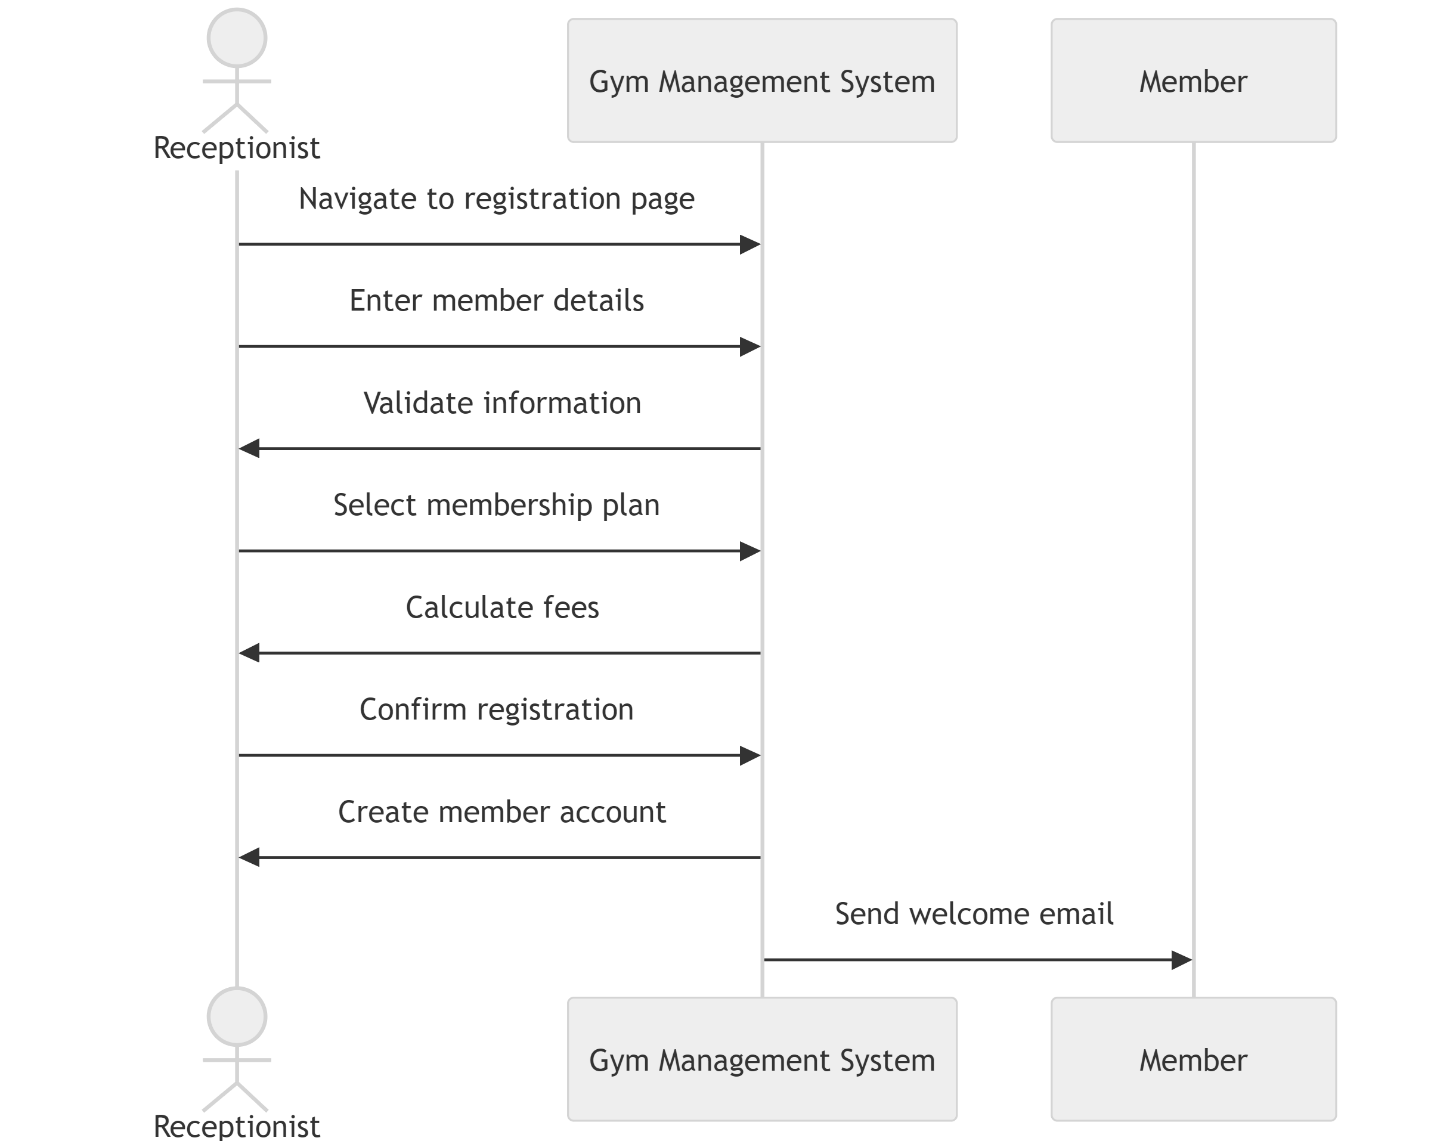 Gym Management System
Member
Receptionist
Navigate to registration page
Enter member details
Validate information
Select membership plan
Calculate fees
Confirm registration
Create member account
Send welcome email
Gym Management System
Member
Receptionist